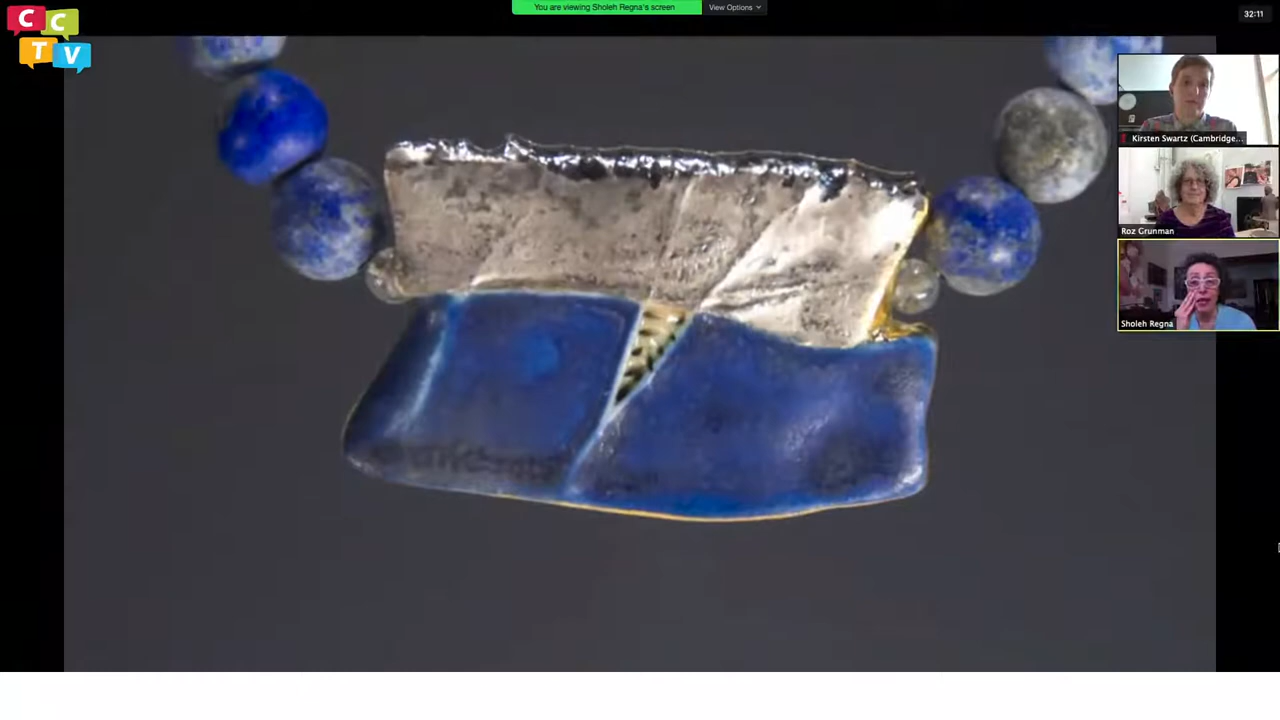 CC
TV
You are viewing Sholeh Regna's screen
View Options
32:11
Kirsten Swartz (Cambridge...
Roz Grunman
Sholeh Regna